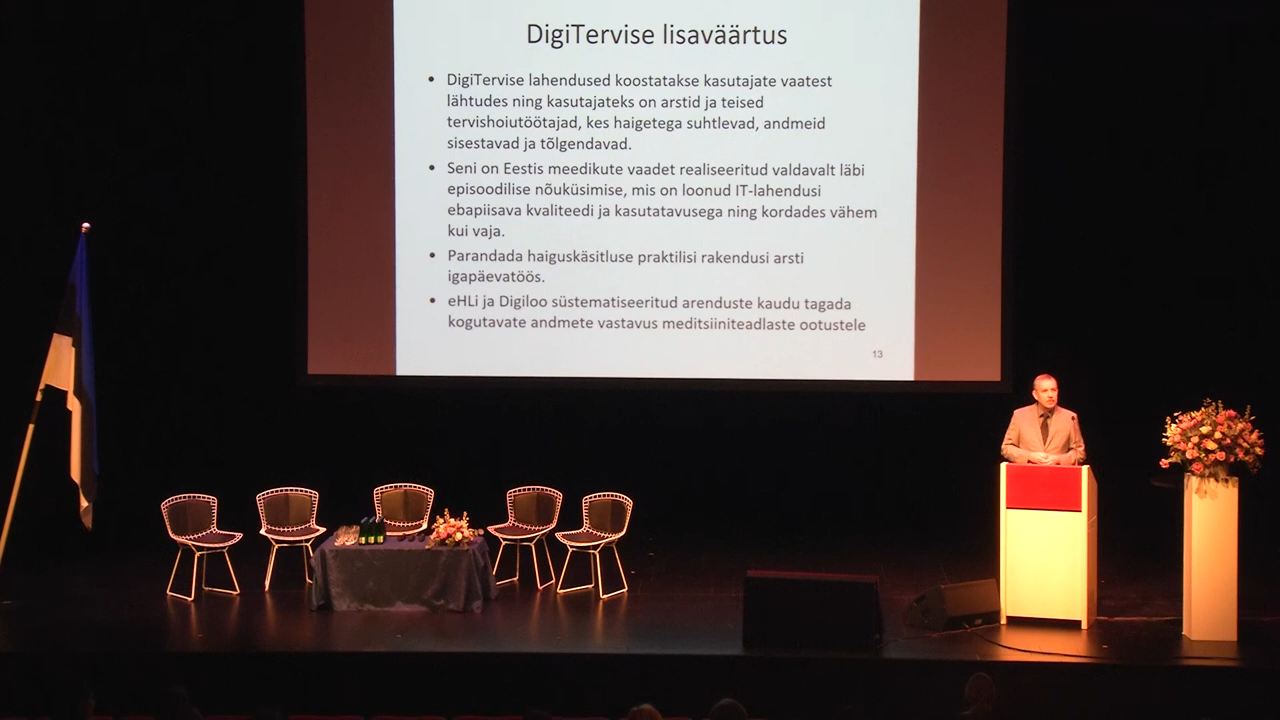 DigiTervise lisaväärtus
• DigiTervise lahendused koostatakse kasutajate vaatest
lähtudes ning kasutajateks on arstid ja teised
tervishoiutöötajad, kes haigetega suhtlevad, andmeid
sisestavad ja tõlgendavad.
• Seni on Eestis meedikute vaadet realiseeritud valdavalt läbi
episoodilise nõuküsimise, mis on loonud IT-lahendusi
ebapiisava kvaliteedi ja kasutatavusega ning kordades vähem
kui vaja.
• Parandada haiguskäsitluse praktilisi rakendusi arsti
igapäevatöös.
• eHLi ja Digiloo süstematiseeritud arenduste kaudu tagada
kogutavate andmete vastavus meditsiiniteadlaste ootustele
13